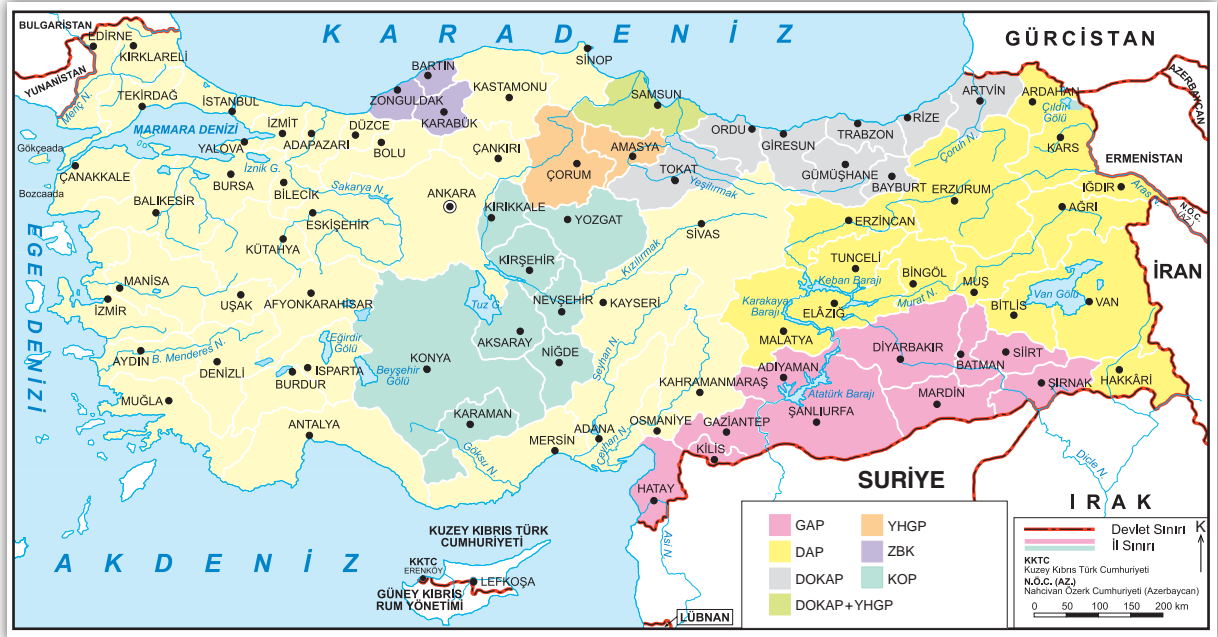 BULGARİSTAN
YUNANİSTAN
KARADENİZ
GÜRCİSTAN
AZERBAYCAN
ERMENİSTAN
N.Ö.C.
(AZ.)
İRAN
EDİRNE
KIRKLARELİ
Meriç N.
TEKİRDAĞ
İSTANBUL
MARMARA DENİZİ
YALOVA
İZMİT
ADAPAZARI
DÜZCE
BOLU
ZONGULDAK
BARTIN
KARABÜK
KASTAMONU
SİNOP
SAMSUN
ÇANKIRI
ÇORUM
AMASYA
TOKAT
Yeşilırmak
ORDU
GİRESUN
TRABZON
RİZE
ARTVİN
ARDAHAN
Çıldır
Gölü
KARS
GÜMÜŞHANE
BAYBURT
Çoruh N.
ERZURUM
IĞDIR
Aras N.
AĞRI
Gökçeada
Bozcaada
ÇANAKKALE
İznik G.
BURSA
BİLECİK
Sakarya N.
BALIKESİR
ESKİŞEHİR
KÜTAHYA
ANKARA
KIRIKKALE
YOZGAT
SİVAS
ERZİNCAN
TUNCELİ
BİNGÖL
MUŞ
Keban Barajı
Murat N.
BİTLİS
Van Gölü
VAN
EGE DENİZİ
MANİSA
İZMİR
UŞAK
AFYONKARAHİSAR
KIRŞEHİR
Kızılırmak
NEVŞEHİR
KAYSERİ
Tuz G.
AKSARAY
NİĞDE
Karakaya
Barajı
ELÂZIĞ
MALATYA
DİYARBAKIR
BATMAN
SİİRT
HAKKÂRİ
ŞIRNAK
MARDİN
ADIYAMAN
Atatürk Barajı
ŞANLIURFA
AYDIN
B. Menderes N.
DENİZLİ
MUĞLA
BURDUR
ISPARTA
Eğirdir
Gölü
Beyşehir
Gölü
KONYA
KARAMAN
ANTALYA
Göksu N.
MERSİN
ADANA
Seyhan N.
Ceyhan N.
OSMANİYE
KAHRAMANMARAŞ
GAZİANTEP
KİLİS
HATAY
Asi N.
SURİYE
Dicle N.
IRAK
LÜBNAN
AKDENİZ
KUZEY KIBRIS TÜRK
CUMHURİYETİ
KKTC
ERENKÖY
LEFKOŞA
GÜNEY KIBRIS
RUM YÖNETİMİ
GAP
DAP
DOKAP
DOKAP+YHGP
YHGP
ZBK
KOP
Devlet Sınırı
İl Sınırı
K
KKTC
Kuzey Kıbrıs Türk Cumhuriyeti
N.Ö.C. (AZ.)
Nahcivan Özerk Cumhuriyeti (Azerbaycan)
0 50 100 150 200 km